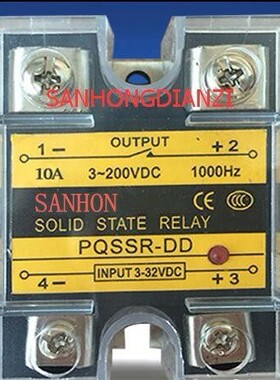 SANHONGDIANZI
OUTPUT
1 - + 2
10A 3~200VDC 1000Hz
SANHON CE CCC
SOLID STATE RELAY
PQSSR-DD
INPUT 3-32VDC
4 - + 3